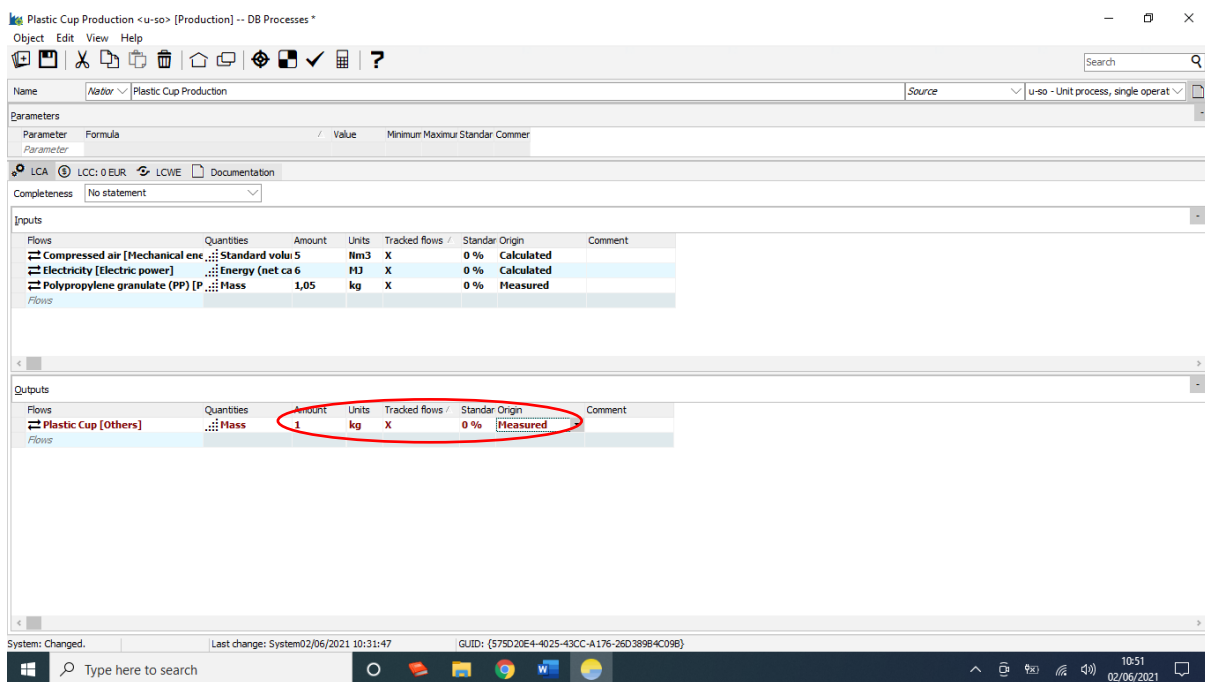 Plastic Cup Production <u-so> [Production] -- DB Processes *
Object Edit View Help
Search
Name Nation Plastic Cup Production Source u-so - Unit process, single operat
Parameters
Parameter Formula Value Minimum Maximur Standar Commer
Parameter
LCA LCC: 0 EUR LCWE Documentation
Completeness No statement
Inputs
Flows Quantities Amount Units Tracked flows Standar Origin Comment
Compressed air [Mechanical ene Standard volu 5 Nm3 X 0 % Calculated
Electricity [Electric power] Energy (net ca 6 MJ X 0 % Calculated
Polypropylene granulate (PP) [P Mass 1,05 kg X 0 % Measured
Flows
Outputs
Flows Quantities Amount Units Tracked flows Standar Origin Comment
Plastic Cup [Others] Mass 1 kg X 0 % Measured
Flows
System: Changed. Last change: System02/06/2021 10:31:47 GUID: {575D20E4-4025-43CC-A176-26D389B4C09B}
Type here to search 10:51
02/06/2021